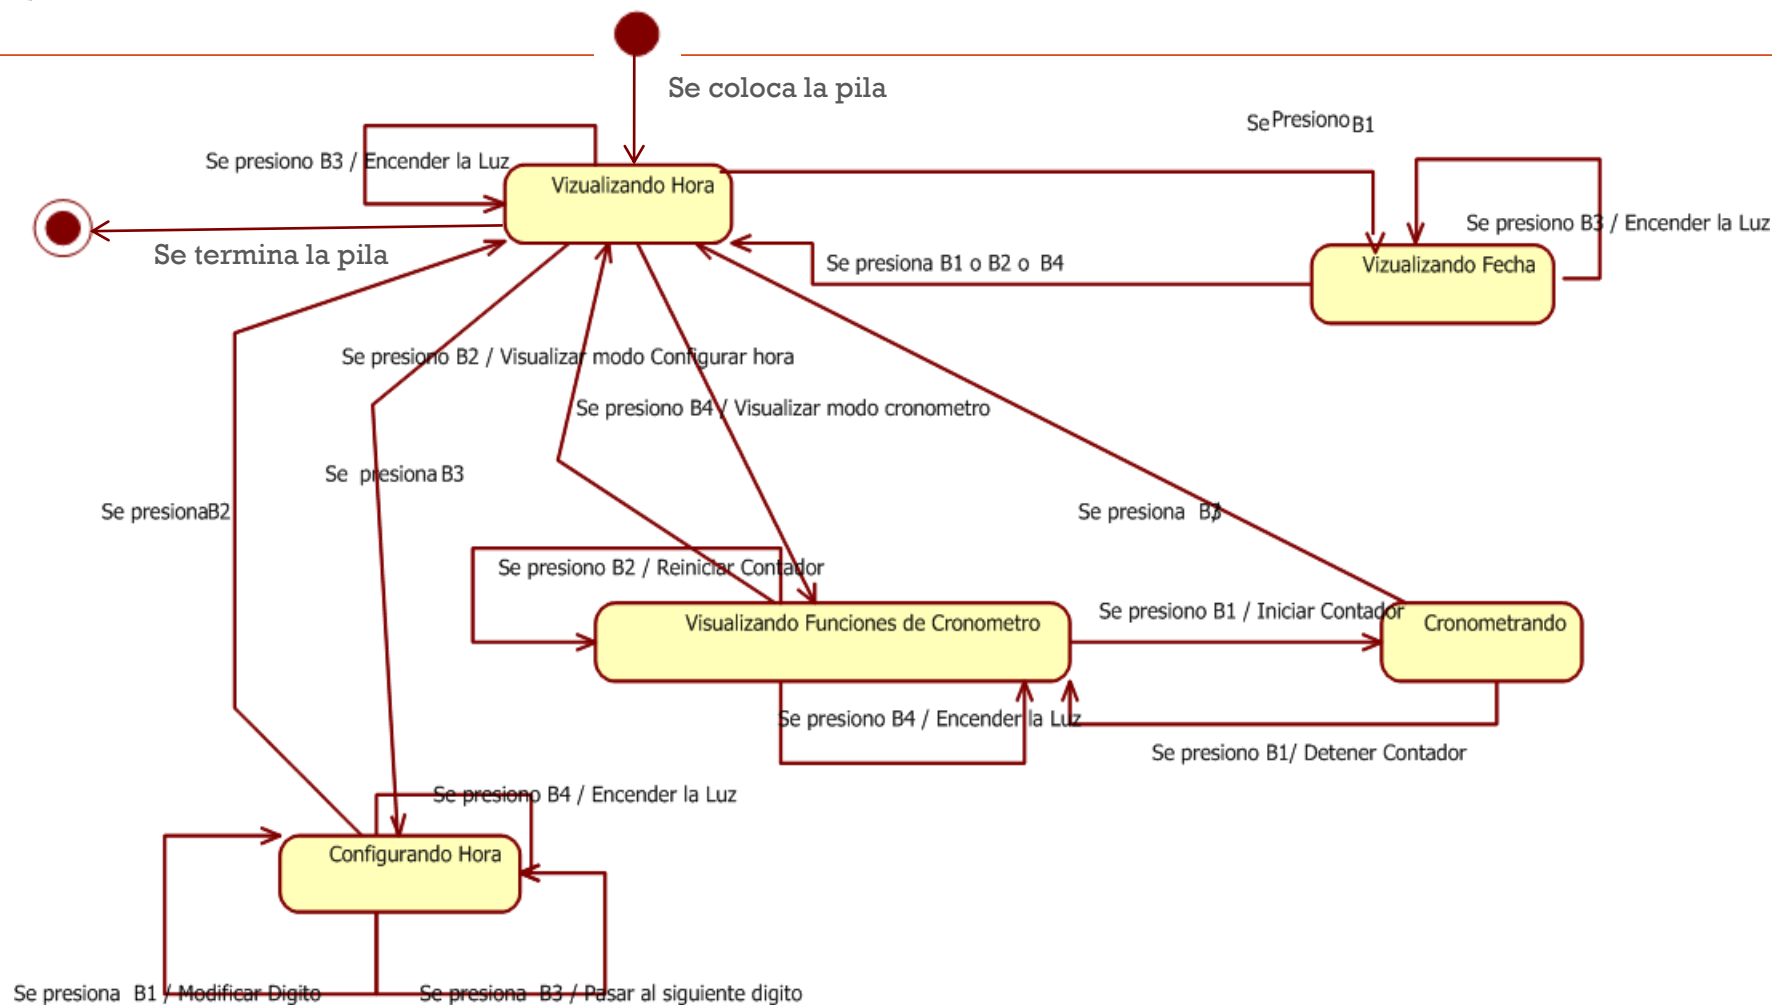 Se coloca la pila
Se Presiono B1
Se presiono B3 / Encender la Luz
Vizualizando Hora
Se presiono B3 / Encender la Luz
Se termina la pila
Se presiona B1 o B2 o B4
Vizualizando Fecha
Se presiono B2 / Visualizar modo Configurar hora
Se presiono B4 / Visualizar modo cronometro
Se presiona B3
Se presiona B2
Se presiona
Se presiono B2 / Reiniciar Contador
Se presiono B1 / Iniciar Contador
Visualizando Funciones de Cronometro
Cronometrando
Se presiono B4 / Encender la Luz
Se presiono B1/ Detener Contador
Se presiono B4 / Encender la Luz
Configurando Hora
Se presiona B1 / Modificar Digito
Se presiona B3 / Pasar al siguiente digito